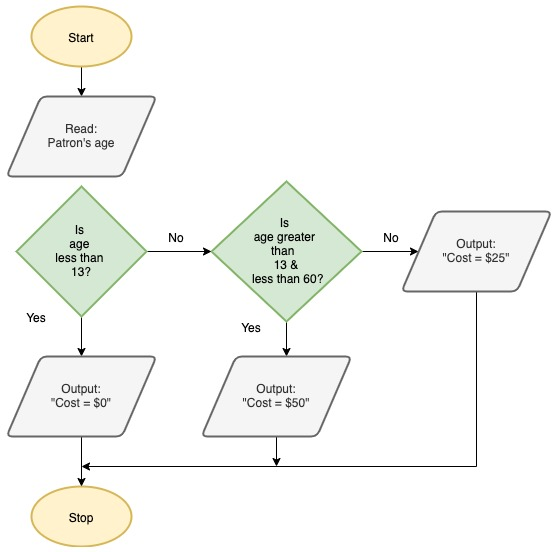 Start
Read:
Patron's age
Is
age
less than
13?
No
Is
age greater
than
13 &
less than 60?
No
Output:
"Cost = $25"
Yes
Yes
Output:
"Cost = $0"
Output:
"Cost = $50"
Stop